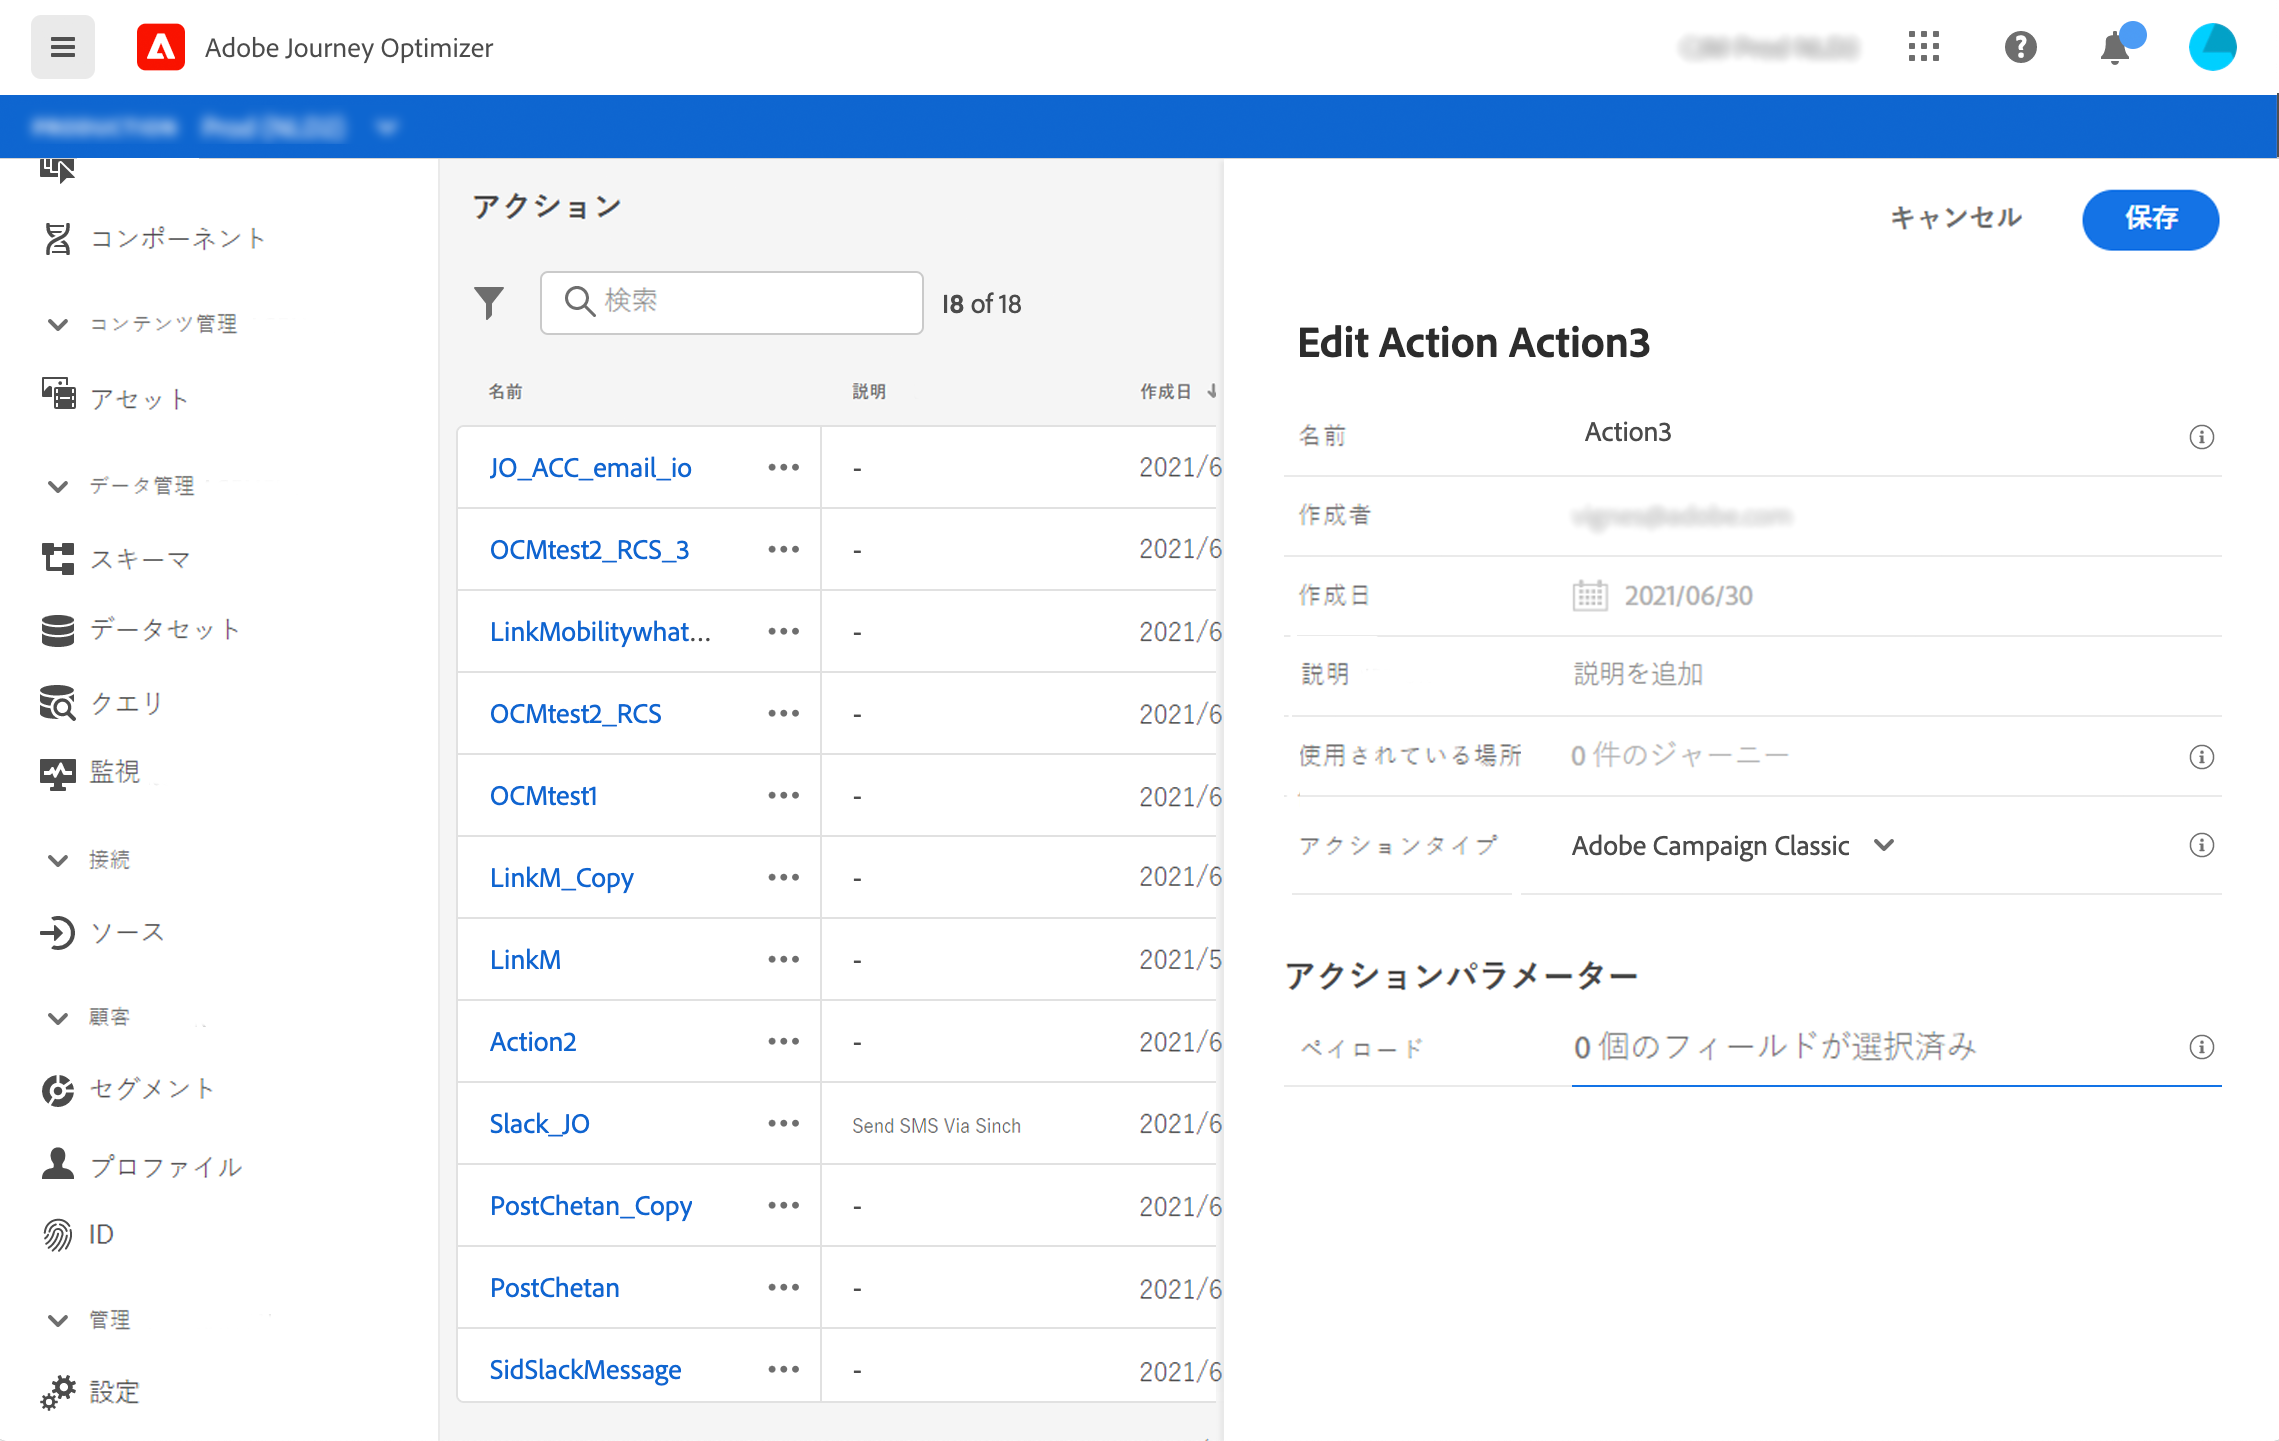 Adobe Journey Optimizer
コンポーネント
コンテンツ管理
アセット
データ管理
スキーマ
データセット
クエリ
監視
接続
ソース
顧客
セグメント
プロファイル
ID
管理
設定
アクション
検索
18 of 18
名前 説明 作成日
JO_ACC_email_io - 2021/6
OCMtest2_RCS_3 - 2021/6
LinkMobilitywhat... - 2021/6
OCMtest2_RCS - 2021/6
OCMtest1 - 2021/6
LinkM_Copy - 2021/6
LinkM - 2021/5
Action2 - 2021/6
Slack_JO Send SMS Via Sinch 2021/6
PostChetan_Copy - 2021/6
PostChetan - 2021/6
SidSlackMessage - 2021/6
キャンセル 保存
Edit Action Action3
名前 Action3
作成者
作成日 2021/06/30
説明 説明を追加
使用されている場所 0 件のジャーニー
アクションタイプ Adobe Campaign Classic
アクションパラメーター
ペイロード 0 個のフィールドが選択済み